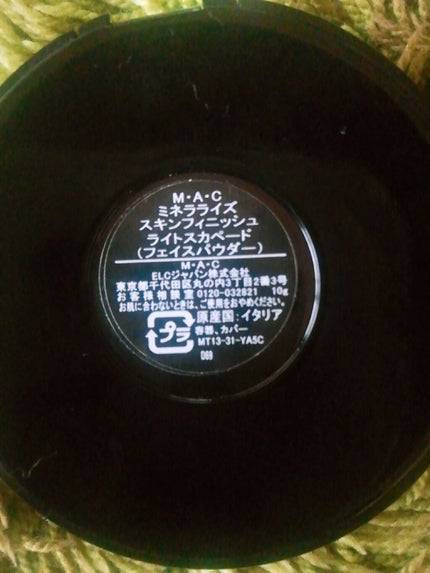 M・A・C
ミネラライズ
スキンフィニッシュ
ライトスカペード
(フェイスパウダー)
M・A・C
ELCジャパン株式会社
東京都千代田区丸の内3丁目2番3号
お客様相談室0120-032821 10g
お肌に合わないときは、ご使用をおやめください。
プラ
原産国:イタリア
容器、カバー
MT13-31-YA5C
D69